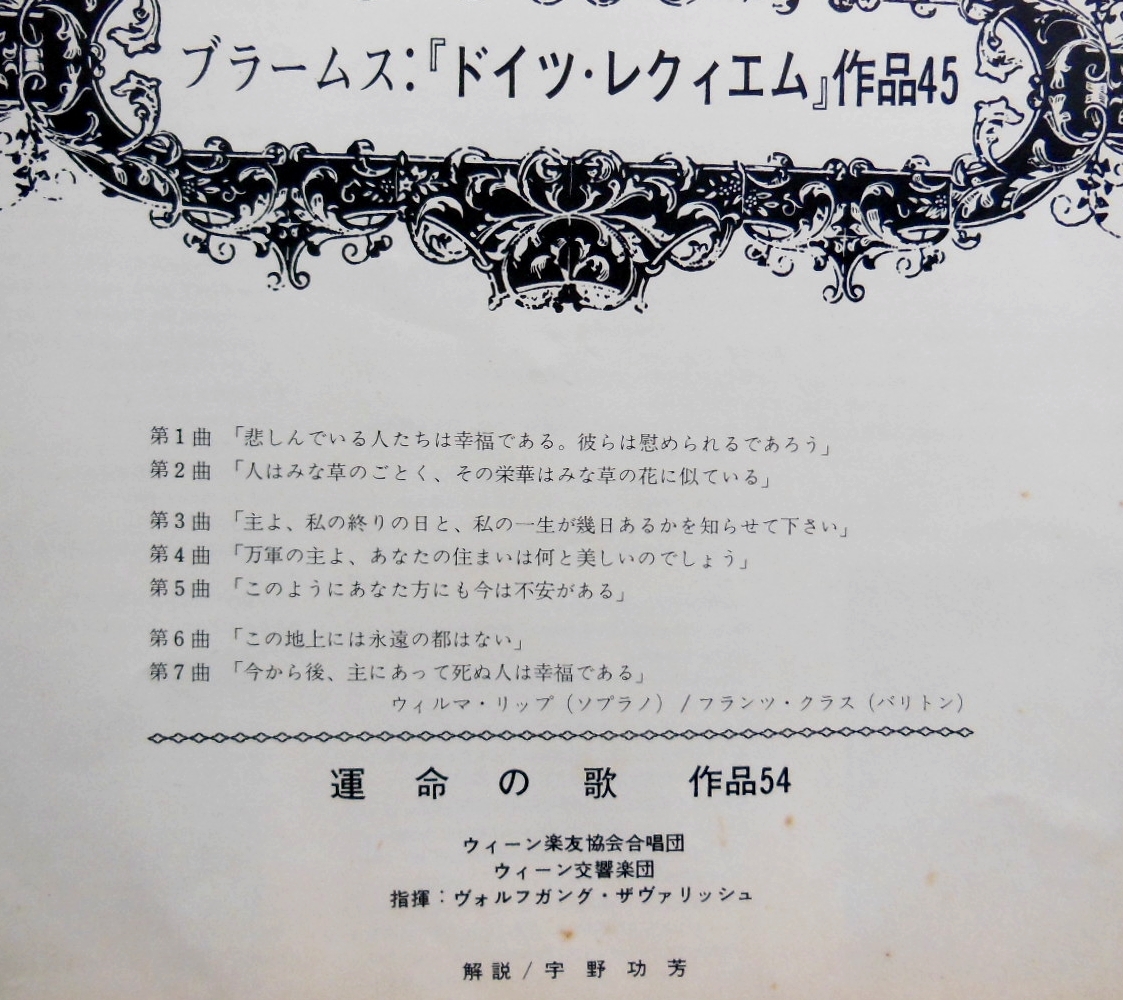 ブラームス:『ドイツ・レクィエム』作品45
第1曲 「悲しんでいる人たちは幸福である。彼らは慰められるであろう」
第2曲 「人はみな草のごとく、その栄華はみな草の花に似ている」
第3曲 「主よ、私の終りの日と、私の一生が幾日あるかを知らせて下さい」
第4曲 「万軍の主よ、あなたの住まいは何と美しいのでしょう」
第5曲 「このようにあなた方にも今は不安がある」
第6曲 「この地上には永遠の都はない」
第7曲 「今から後、主にあって死ぬ人は幸福である」
ウィルマ・リップ(ソプラノ)/フランツ・クラス(バリトン)
運命の歌 作品54
ウィーン楽友協会合唱団
ウィーン交響楽団
指揮:ヴォルフガング・ザヴァリッシュ
解説/宇野功芳